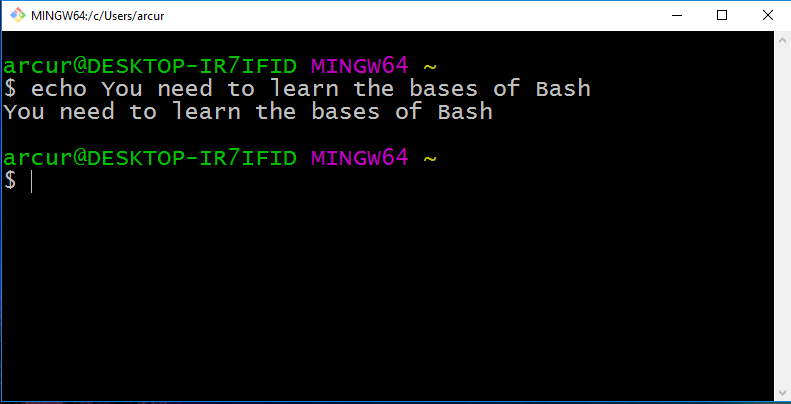 MINGW64:/c/Users/arcur
arcur@DESKTOP-IR7IFID MINGW64 ~
$ echo You need to learn the bases of Bash
You need to learn the bases of Bash
arcur@DESKTOP-IR7IFID MINGW64 ~
$